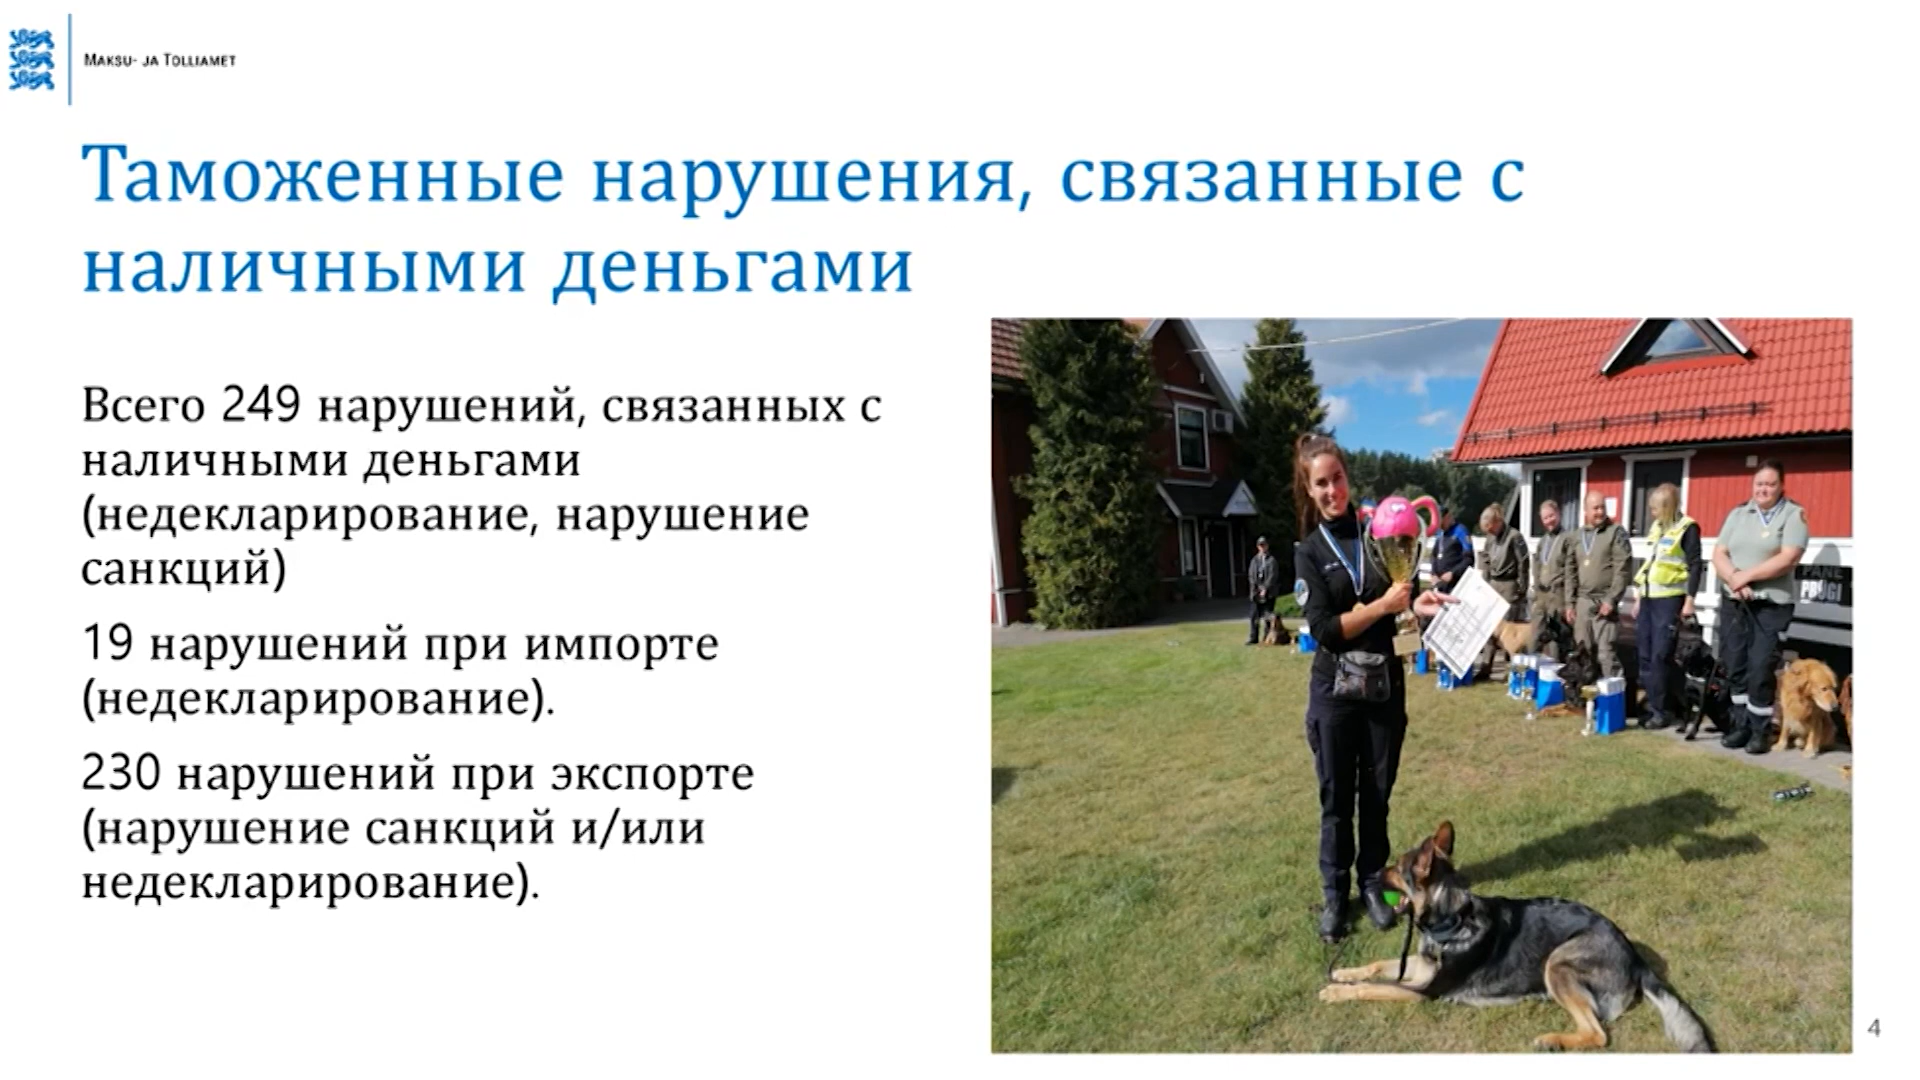 Maksu- ja Tolliamet
Таможенные нарушения, связанные с
наличными деньгами
Всего 249 нарушений, связанных с
наличными деньгами
(недекларирование, нарушение
санкций)
19 нарушений при импорте
(недекларирование).
230 нарушений при экспорте
(нарушение санкций и/или
недекларирование).
4